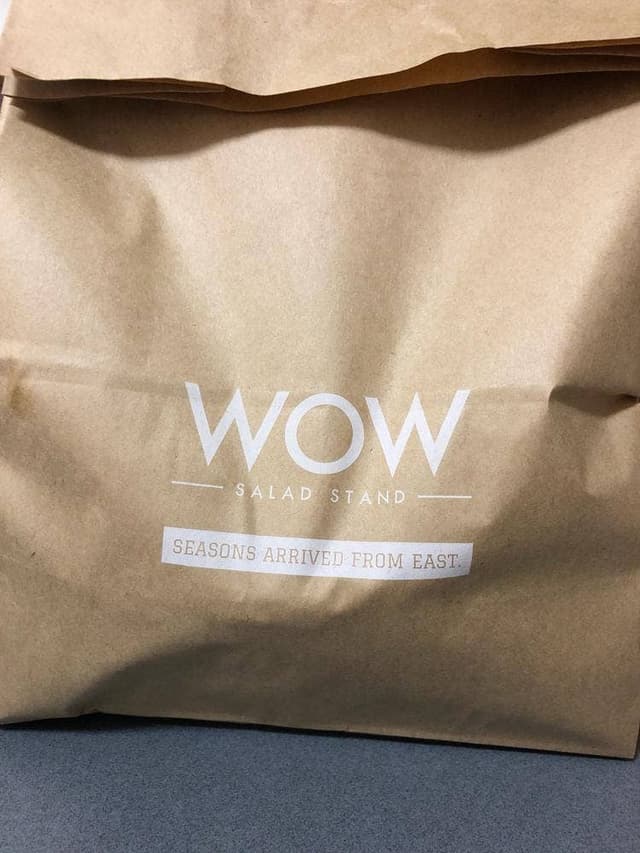 WOW
SALAD STAND
SEASONS ARRIVED FROM EAST.